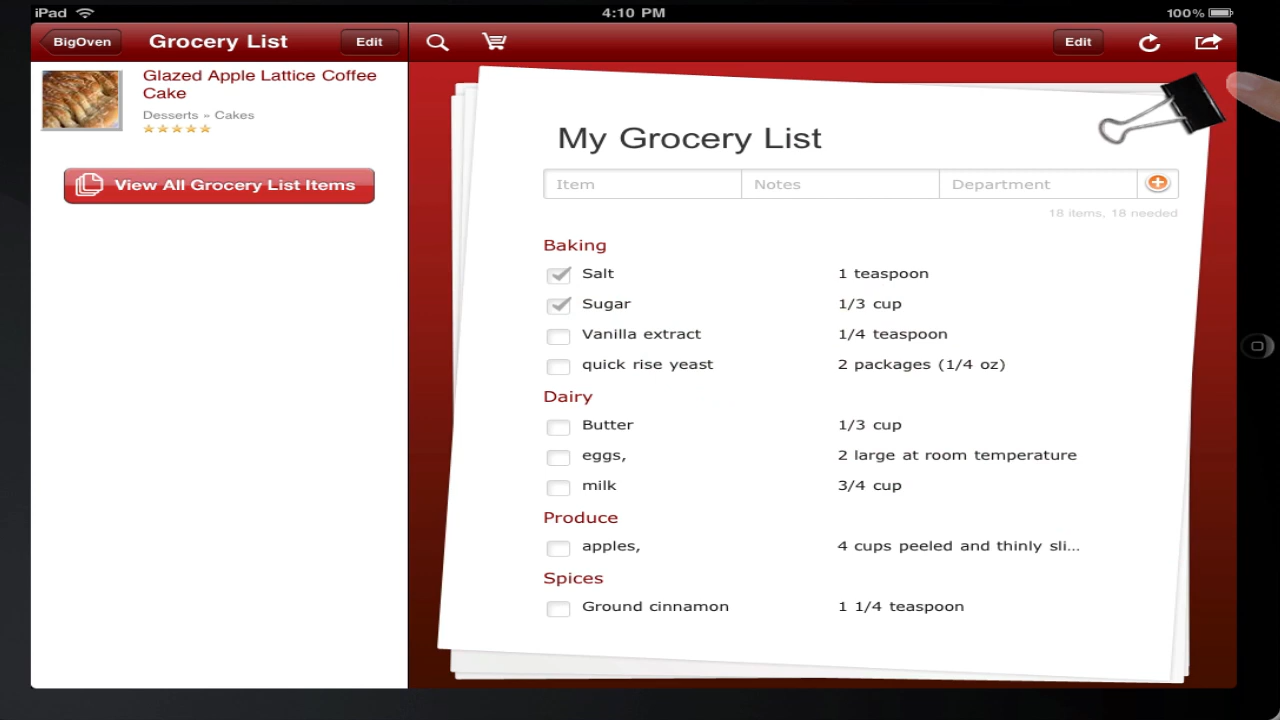 iPad
4:10 PM
100%
BigOven
Grocery List
Edit
Edit
Glazed Apple Lattice Coffee
Cake
Desserts » Cakes
View All Grocery List Items
My Grocery List
Item Notes Department
18 items, 18 needed
Baking
Salt 1 teaspoon
Sugar 1/3 cup
Vanilla extract 1/4 teaspoon
quick rise yeast 2 packages (1/4 oz)
Dairy
Butter 1/3 cup
eggs, 2 large at room temperature
milk 3/4 cup
Produce
apples, 4 cups peeled and thinly sli...
Spices
Ground cinnamon 1 1/4 teaspoon